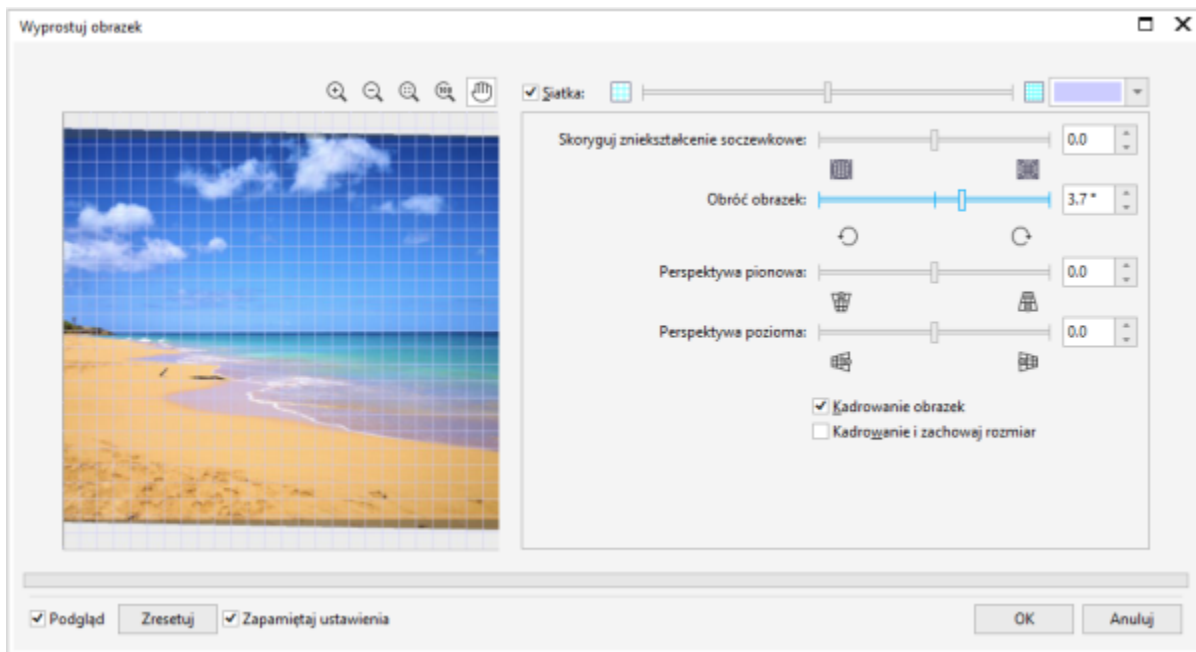 Wyprostuj obrazek
Siatka:
Skoryguj zniekształcenie soczewkowe:
0.0
Obróć obrazek:
3.7 °
Perspektywa pionowa:
0.0
Perspektywa pozioma:
0.0
Kadrowanie obrazek
Kadrowanie i zachowaj rozmiar
Podgląd
Zresetuj
Zapamiętaj ustawienia
OK
Anuluj